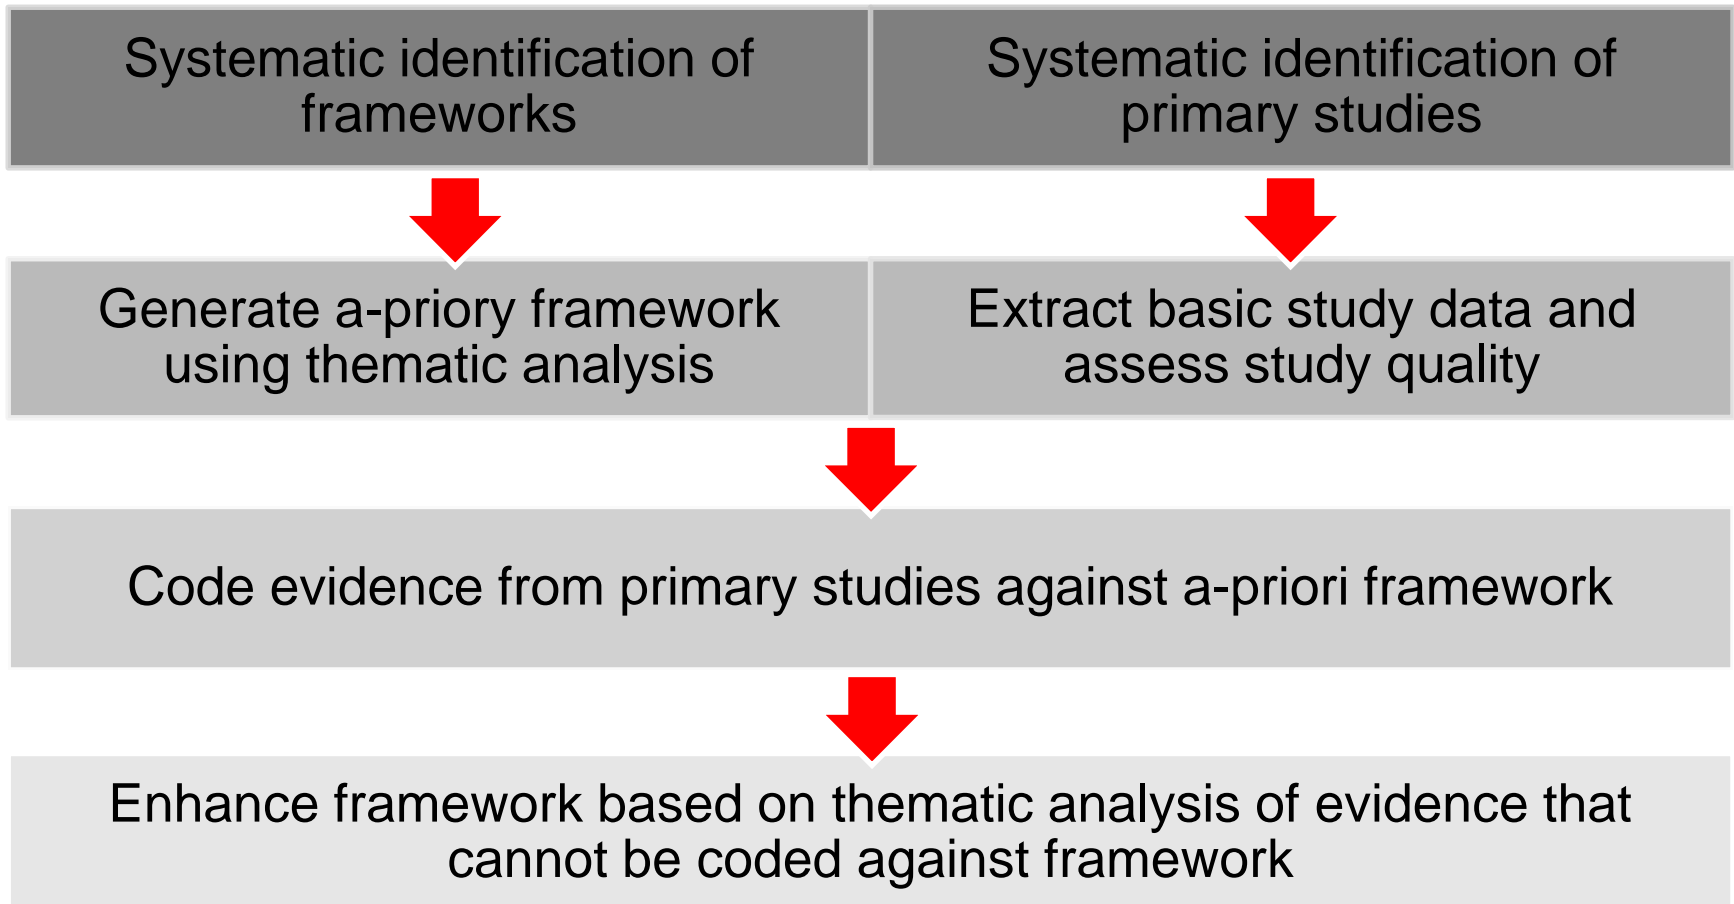 Systematic identification of
frameworks
Systematic identification of
primary studies
Generate a-priory framework
using thematic analysis
Extract basic study data and
assess study quality
Code evidence from primary studies against a-priori framework
Enhance framework based on thematic analysis of evidence that
cannot be coded against framework